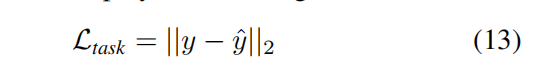 ℒ_task = ||y − ŷ||₂ (13)